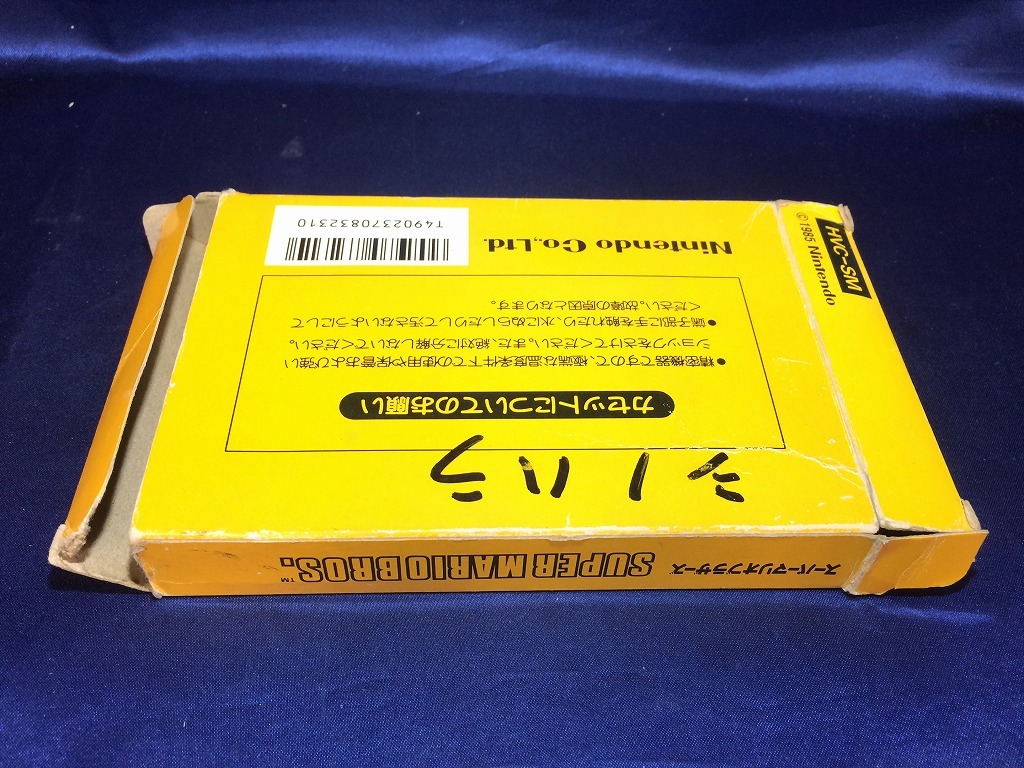 スーパーマリオブラザーズ SUPER MARIO BROS.™
シノハラ
カセットについてのお願い
●精密機器ですので、極端な温度条件下での使用や保管および強い
ショックをさけてください。また、絶対に分解しないでください。
●端子部に手を触れたり、水にぬらしたりして汚さないようにして
ください。故障の原因となります。
Nintendo Co.,Ltd.
T4902370832310
HVC-SM
© 1985 Nintendo